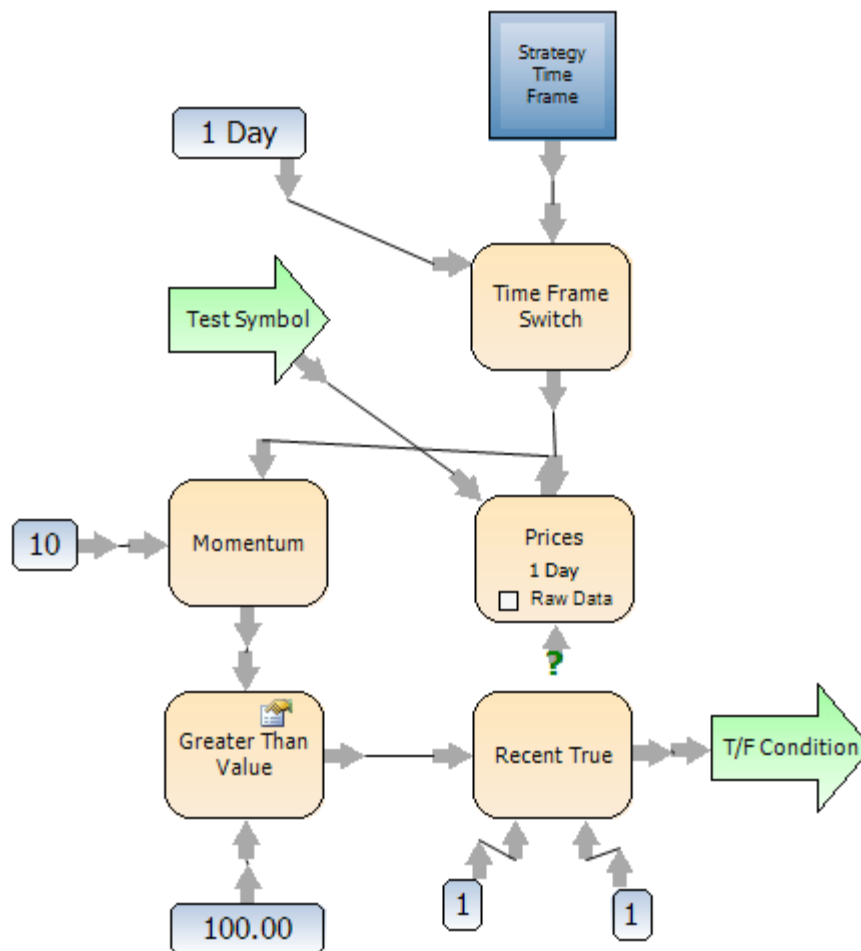 Strategy
Time
Frame
1 Day
Time Frame
Switch
Test Symbol
Momentum
10
Prices
1 Day
Raw Data
?
Greater Than
Value
Recent True
T/F Condition
1
1
100.00